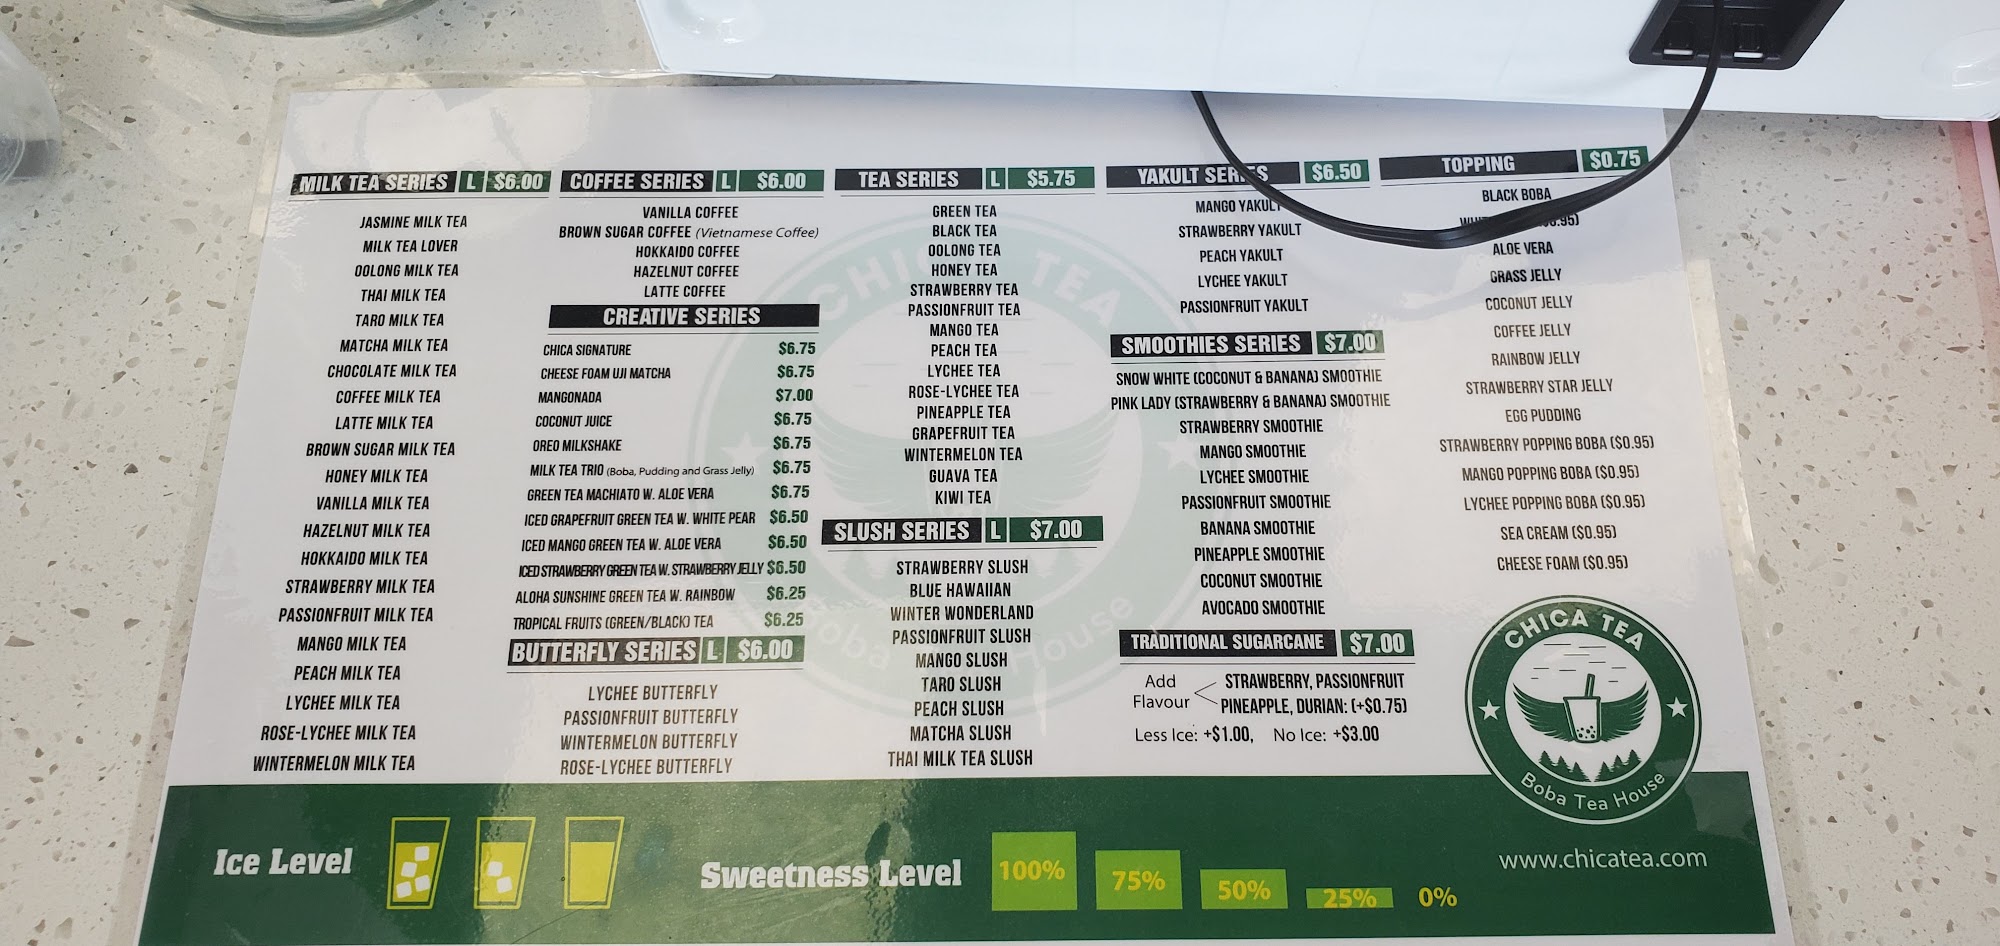 MILK TEA SERIES L $6.00
JASMINE MILK TEA
MILK TEA LOVER
OOLONG MILK TEA
THAI MILK TEA
TARO MILK TEA
MATCHA MILK TEA
CHOCOLATE MILK TEA
COFFEE MILK TEA
LATTE MILK TEA
BROWN SUGAR MILK TEA
HONEY MILK TEA
VANILLA MILK TEA
HAZELNUT MILK TEA
HOKKAIDO MILK TEA
STRAWBERRY MILK TEA
PASSIONFRUIT MILK TEA
MANGO MILK TEA
PEACH MILK TEA
LYCHEE MILK TEA
ROSE-LYCHEE MILK TEA
WINTERMELON MILK TEA
COFFEE SERIES L $6.00
VANILLA COFFEE
BROWN SUGAR COFFEE (Vietnamese Coffee)
HOKKAIDO COFFEE
HAZELNUT COFFEE
LATTE COFFEE
CREATIVE SERIES
CHICA SIGNATURE $6.75
CHEESE FOAM UJI MATCHA $6.75
MANGONADA $7.00
COCONUT JUICE $6.75
OREO MILKSHAKE $6.75
MILK TEA TRIO (Boba, Pudding and Grass Jelly) $6.75
GREEN TEA MACHIATO W. ALOE VERA $6.75
ICED GRAPEFRUIT GREEN TEA W. WHITE PEAR $6.50
ICED MANGO GREEN TEA W. ALOE VERA $6.50
ICED STRAWBERRY GREEN TEA W. STRAWBERRY JELLY $6.50
ALOHA SUNSHINE GREEN TEA W. RAINBOW $6.25
TROPICAL FRUITS (GREEN/BLACK) TEA $6.25
BUTTERFLY SERIES L $6.00
LYCHEE BUTTERFLY
PASSIONFRUIT BUTTERFLY
WINTERMELON BUTTERFLY
ROSE-LYCHEE BUTTERFLY
TEA SERIES L $5.75
GREEN TEA
BLACK TEA
OOLONG TEA
HONEY TEA
STRAWBERRY TEA
PASSIONFRUIT TEA
MANGO TEA
PEACH TEA
LYCHEE TEA
ROSE-LYCHEE TEA
PINEAPPLE TEA
GRAPEFRUIT TEA
WINTERMELON TEA
GUAVA TEA
KIWI TEA
SLUSH SERIES L $7.00
STRAWBERRY SLUSH
BLUE HAWAIIAN
WINTER WONDERLAND
PASSIONFRUIT SLUSH
MANGO SLUSH
TARO SLUSH
PEACH SLUSH
MATCHA SLUSH
THAI MILK TEA SLUSH
YAKULT SERIES $6.50
MANGO YAKULT
STRAWBERRY YAKULT
PEACH YAKULT
LYCHEE YAKULT
PASSIONFRUIT YAKULT
SMOOTHIES SERIES $7.00
SNOW WHITE (COCONUT & BANANA) SMOOTHIE
PINK LADY (STRAWBERRY & BANANA) SMOOTHIE
STRAWBERRY SMOOTHIE
MANGO SMOOTHIE
LYCHEE SMOOTHIE
PASSIONFRUIT SMOOTHIE
BANANA SMOOTHIE
PINEAPPLE SMOOTHIE
COCONUT SMOOTHIE
AVOCADO SMOOTHIE
TRADITIONAL SUGARCANE $7.00
Add Flavour
STRAWBERRY, PASSIONFRUIT
PINEAPPLE, DURIAN: (+$0.75)
Less Ice: +$1.00, No Ice: +$3.00
TOPPING $0.75
BLACK BOBA
ALOE VERA
GRASS JELLY
COCONUT JELLY
COFFEE JELLY
RAINBOW JELLY
STRAWBERRY STAR JELLY
EGG PUDDING
STRAWBERRY POPPING BOBA ($0.95)
MANGO POPPING BOBA ($0.95)
LYCHEE POPPING BOBA ($0.95)
SEA CREAM ($0.95)
CHEESE FOAM ($0.95)
CHICA TEA
Boba Tea House
CHICA TEA
Boba Tea House
www.chicatea.com
Ice Level
Sweetness Level 100% 75% 50% 25% 0%